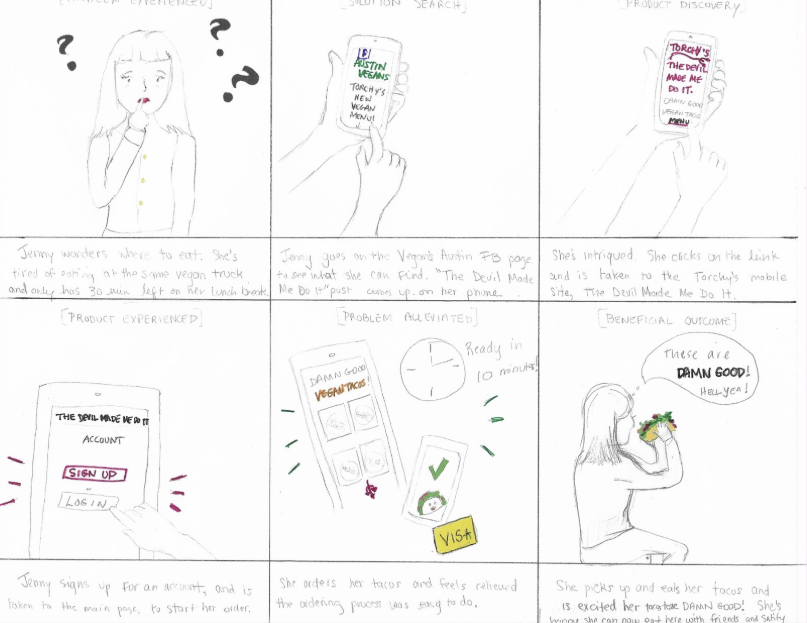 EXPERIENCED]
[SOLUTION SEARCH]
[PRODUCT DISCOVERY]
? ? ?
AUSTIN
VEGANS
TORCHY'S
NEW
VEGAN
MENU!
TORCHY'S
THE DEVIL
MADE ME
DO IT.
DAMN GOOD
VEGAN TACOS
MENU
Jenny wonders where to eat. She's
tired of eating at the same vegan truck
and only has 30 min left on her lunch break.
Jenny goes on the Vegans Austin FB page
to see what she can find. "The Devil Made
Me Do It" post comes up on her phone.
She's intrigued. She clicks on the link
and is taken to the Torchy's mobile
site, The Devil Made Me Do It.
[PRODUCT EXPERIENCED]
[PROBLEM ALLEVIATED]
[BENEFICIAL OUTCOME]
THE DEVIL MADE ME DO IT
ACCOUNT
SIGN UP
LOGIN
DAMN GOOD
VEGAN TACOS!
Ready in
10 minutes!
VISA
These are
DAMN GOOD!
HELL YEA!
Jenny signs up for an account, and is
taken to the main page, to start her order.
She orders her tacos and feels relieved
the ordering process was easy to do.
She picks up and eats her tacos and
is excited her tacos DAMN GOOD! She's
happy she can now eat here with friends and